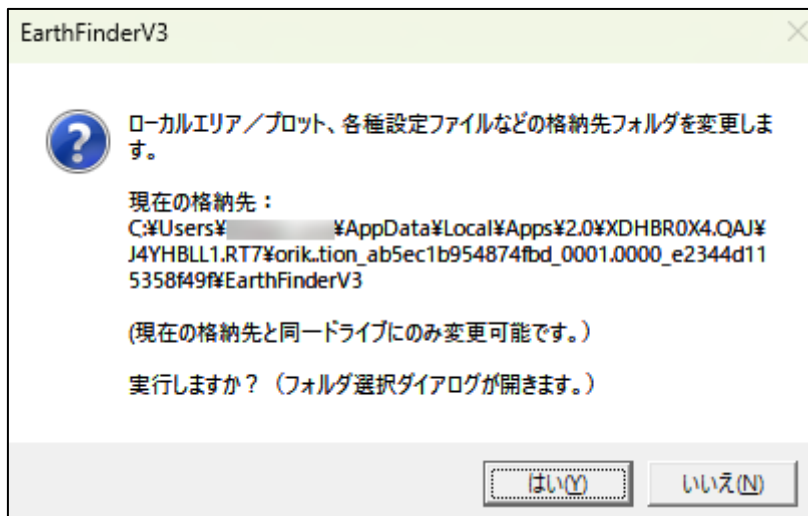 EarthFinderV3
ローカルエリア／プロット、各種設定ファイルなどの格納先フォルダを変更しま
す。
現在の格納先：
C:¥Users¥ ¥AppData¥Local¥Apps¥2.0¥XDHBR0X4.QAJ¥
J4YHBLL1.RT7¥orik..tion_ab5ec1b954874fbd_0001.0000_e2344d11
5358f49f¥EarthFinderV3
(現在の格納先と同一ドライブにのみ変更可能です。）
実行しますか？（フォルダ選択ダイアログが開きます。）
はい(Y)
いいえ(N)